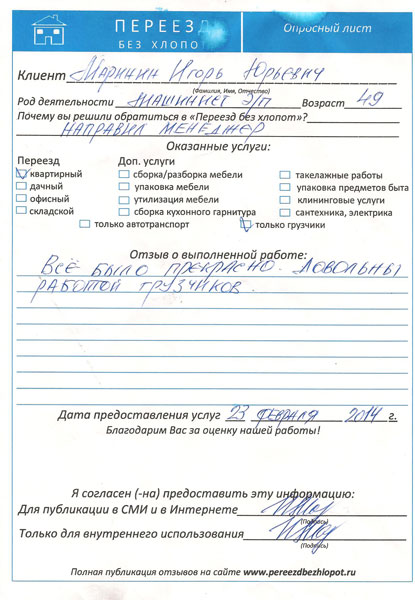 ПЕРЕЕЗД Опросный лист
БЕЗ ХЛОПОТ
Клиент Маринин Игорь Юрьевич
(Фамилия, Имя, Отчество)
Род деятельности машинист э/п Возраст 49
Почему вы решили обратиться в «Переезд без хлопот»?
НАПРАВИЛ МЕНЕДЖЕР
Оказанные услуги:
Переезд Доп. услуги
квартирный сборка/разборка мебели такелажные работы
дачный упаковка мебели упаковка предметов быта
офисный утилизация мебели клининговые услуги
складской сборка кухонного гарнитура сантехника, электрика
только автотранспорт только грузчики
Отзыв о выполненной работе:
Всё было прекрасно. Довольны
работой грузчиков.
Дата предоставления услуг 23 февраля 2014 г.
Благодарим Вас за оценку нашей работы!
Я согласен (-на) предоставить эту информацию:
Для публикации в СМИ и в Интернете
(Подпись)
Только для внутреннего использования
(Подпись)
Полная публикация отзывов на сайте www.pereezdbezhlopot.ru